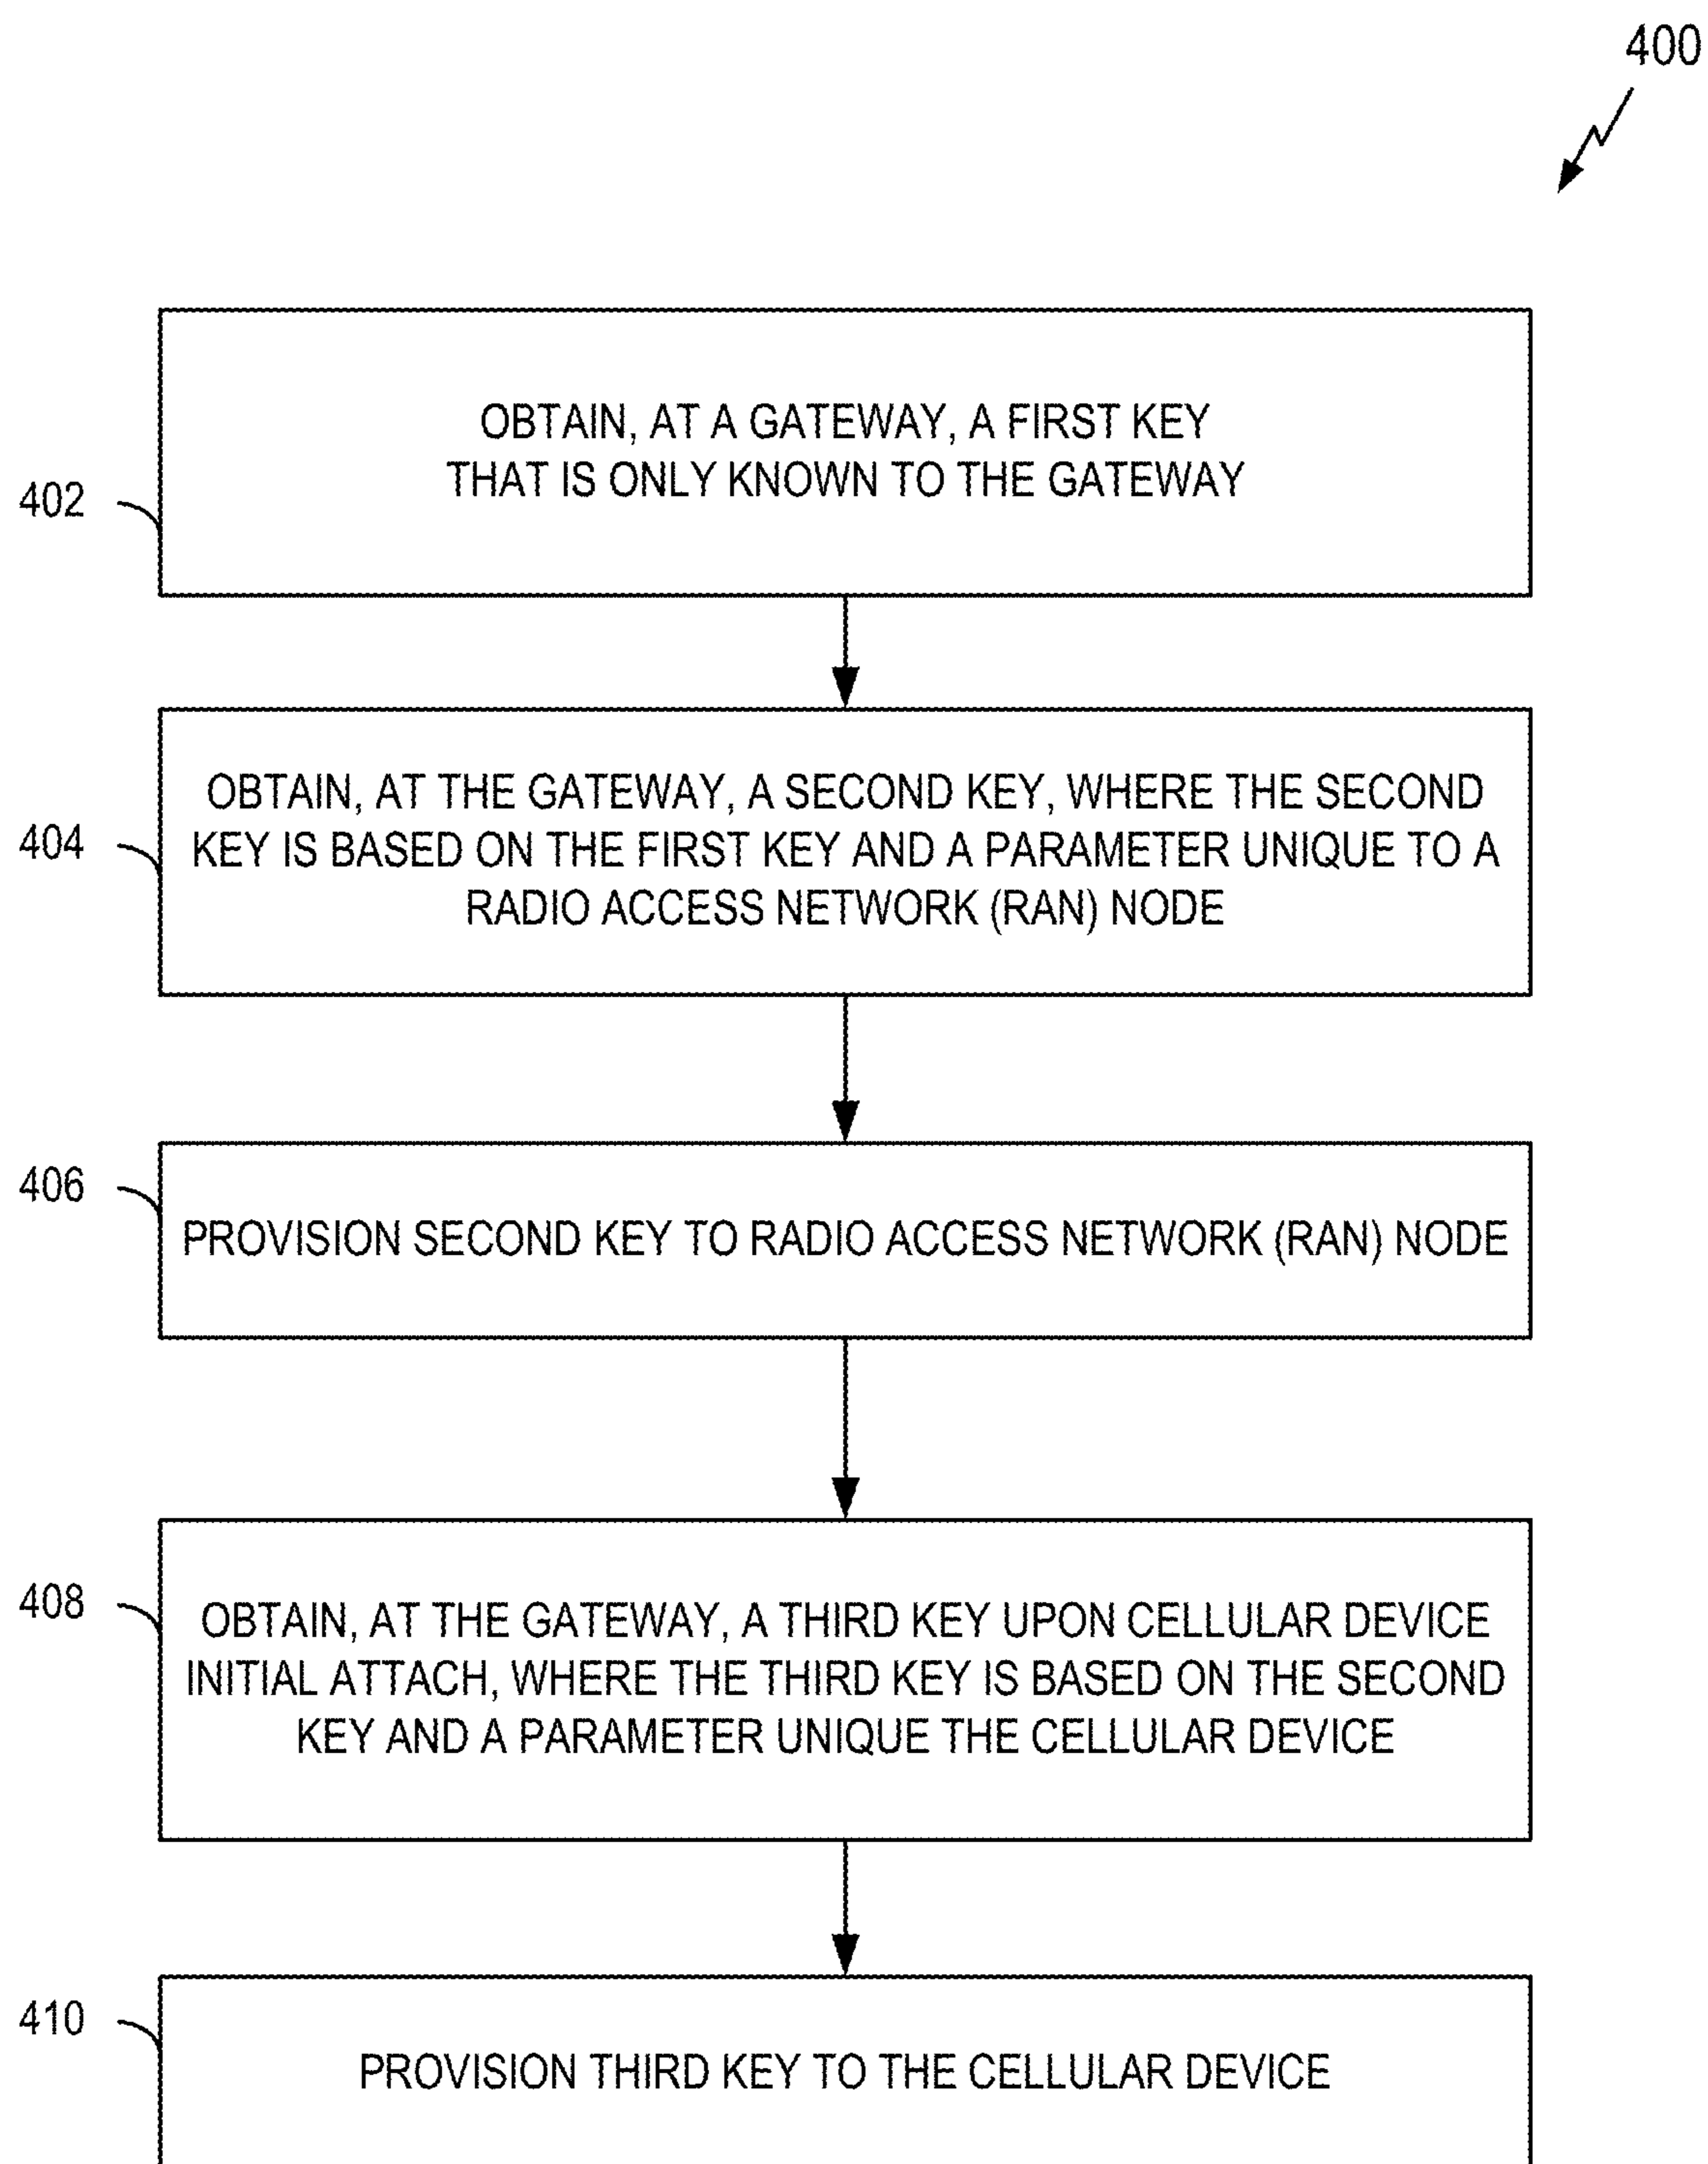 400
OBTAIN, AT A GATEWAY, A FIRST KEY
THAT IS ONLY KNOWN TO THE GATEWAY
402
OBTAIN, AT THE GATEWAY, A SECOND KEY, WHERE THE SECOND
KEY IS BASED ON THE FIRST KEY AND A PARAMETER UNIQUE TO A
RADIO ACCESS NETWORK (RAN) NODE
404
406
PROVISION SECOND KEY TO RADIO ACCESS NETWORK (RAN) NODE
408
OBTAIN, AT THE GATEWAY, A THIRD KEY UPON CELLULAR DEVICE
INITIAL ATTACH, WHERE THE THIRD KEY IS BASED ON THE SECOND
KEY AND A PARAMETER UNIQUE THE CELLULAR DEVICE
410
PROVISION THIRD KEY TO THE CELLULAR DEVICE